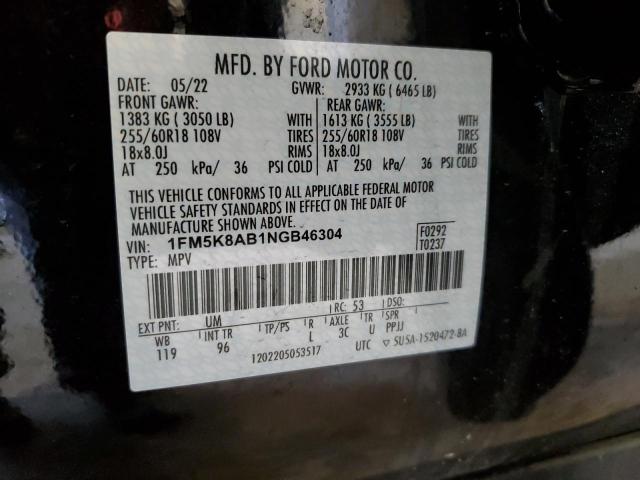 MFD. BY FORD MOTOR CO.
DATE: 05/22 GVWR: 2933 KG ( 6465 LB)
FRONT GAWR: REAR GAWR:
1383 KG ( 3050 LB) WITH 1613 KG ( 3555 LB) WITH
255/60R18 108V TIRES 255/60R18 108V TIRES
18x8.0J RIMS 18x8.0J RIMS
AT 250 kPa/ 36 PSI COLD AT 250 kPa/ 36 PSI COLD
THIS VEHICLE CONFORMS TO ALL APPLICABLE FEDERAL MOTOR
VEHICLE SAFETY STANDARDS IN EFFECT ON THE DATE OF
MANUFACTURE SHOWN ABOVE.
VIN: 1FM5K8AB1NGB46304 F0292
TYPE: MPV T0237
EXT PNT: UM RC: 53 DSO:
WB INT TR TP/PS R AXLE TR SPR
119 96 L 3C U PPJJ
1202205053517 UTC ▽ 5U5A-1520472-BA